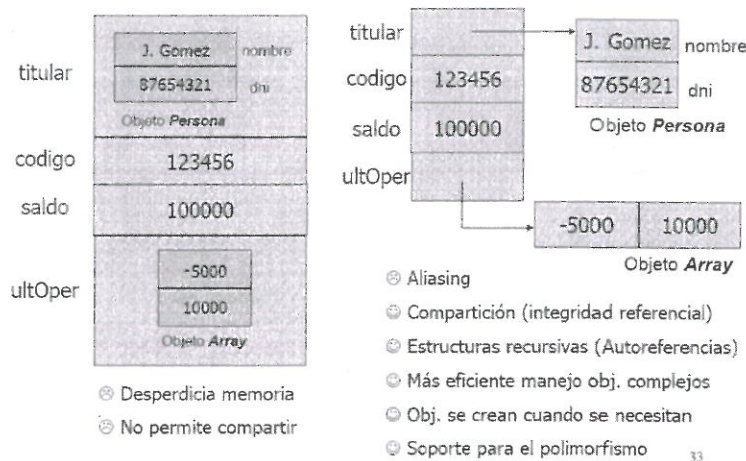 titular
J. Gomez nombre
87654321 dni
Objeto Persona
codigo 123456
saldo 100000
ultOper
-5000
10000
Objeto Array
☹ Desperdicia memoria
☹ No permite compartir
titular
J. Gomez nombre
87654321 dni
Objeto Persona
codigo 123456
saldo 100000
ultOper
-5000 10000
Objeto Array
☹ Aliasing
☺ Compartición (integridad referencial)
☺ Estructuras recursivas (Autoreferencias)
☺ Más eficiente manejo obj. complejos
☺ Obj. se crean cuando se necesitan
☺ Soporte para el polimorfismo
33